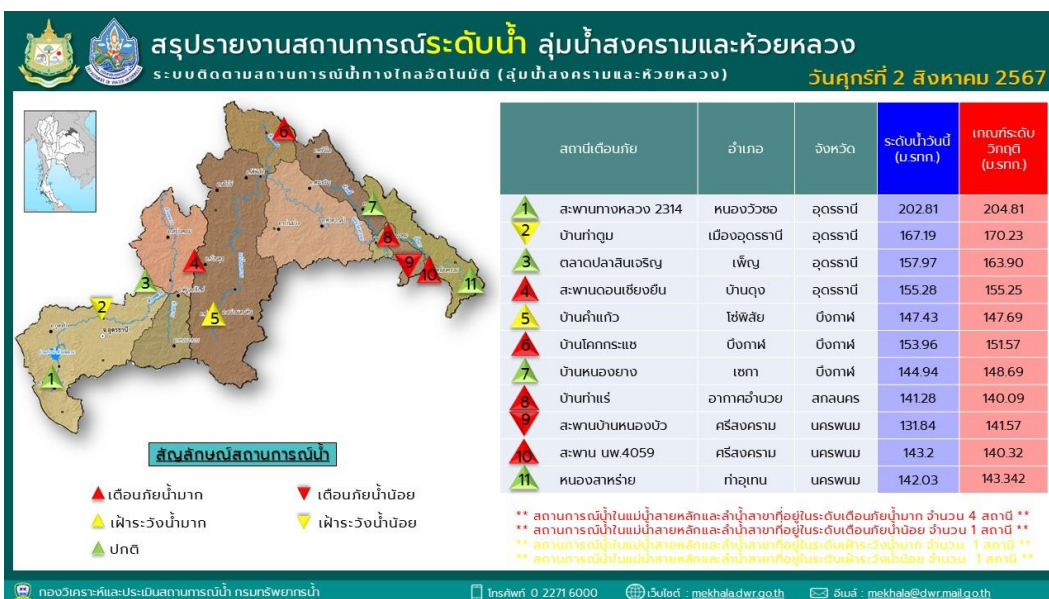 สรุปรายงานสถานการณ์ระดับน้ำ ลุ่มน้ำสงครามและห้วยหลวง
ระบบติดตามสถานการณ์น้ำทางไกลอัตโนมัติ (ลุ่มน้ำสงครามและห้วยหลวง)
วันศุกร์ที่ 2 สิงหาคม 2567
สถานีเตือนภัย อำเภอ จังหวัด ระดับน้ำวันนี้ (ม.รทก.) เกณฑ์ระดับวิกฤติ (ม.รทก.)
1 สะพานทางหลวง 2314 หนองวัวซอ อุดรธานี 202.81 204.81
2 บ้านท่าตูม เมืองอุดรธานี อุดรธานี 167.19 170.23
3 ตลาดปลาสินเจริญ เพ็ญ อุดรธานี 157.97 163.90
4 สะพานดอนเชียงยืน บ้านดุง อุดรธานี 155.28 155.25
5 บ้านคำแก้ว โซ่พิสัย บึงกาฬ 147.43 147.69
6 บ้านโคกกระแซ บึงกาฬ บึงกาฬ 153.96 151.57
7 บ้านหนองยาง เซกา บึงกาฬ 144.94 148.69
8 บ้านท่าแร่ อากาศอำนวย สกลนคร 141.28 140.09
9 สะพานบ้านหนองบัว ศรีสงคราม นครพนม 131.84 141.57
10 สะพาน นพ.4059 ศรีสงคราม นครพนม 143.2 140.32
11 หนองสาหร่าย ท่าอุเทน นครพนม 142.03 143.342
6
7
8
9
10
11
4
3
5
2
จ.อุดรธานี
1
สัญลักษณ์สถานการณ์น้ำ
เตือนภัยน้ำมาก
เตือนภัยน้ำน้อย
เฝ้าระวังน้ำมาก
เฝ้าระวังน้ำน้อย
ปกติ
** สถานการณ์น้ำในแม่น้ำสายหลักและลำน้ำสาขาที่อยู่ในระดับเตือนภัยน้ำมาก จำนวน 4 สถานี **
** สถานการณ์น้ำในแม่น้ำสายหลักและลำน้ำสาขาที่อยู่ในระดับเตือนภัยน้ำน้อย จำนวน 1 สถานี **
** สถานการณ์น้ำในแม่น้ำสายหลักและลำน้ำสาขาที่อยู่ในระดับเฝ้าระวังน้ำมาก จำนวน 1 สถานี **
** สถานการณ์น้ำในแม่น้ำสายหลักและลำน้ำสาขาที่อยู่ในระดับเฝ้าระวังน้ำน้อย จำนวน 1 สถานี **
กองวิเคราะห์และประเมินสถานการณ์น้ำ กรมทรัพยากรน้ำ
โทรศัพท์ 0 2271 6000
เว็บไซต์ : mekhala.dwr.go.th
อีเมล์ : mekhala@dwr.mail.go.th